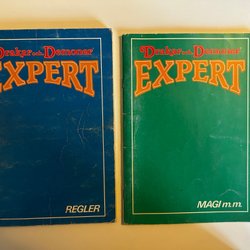 Drakar och Demoner
EXPERT
REGLER
Drakar och Demoner
EXPERT
MAGI m.m.